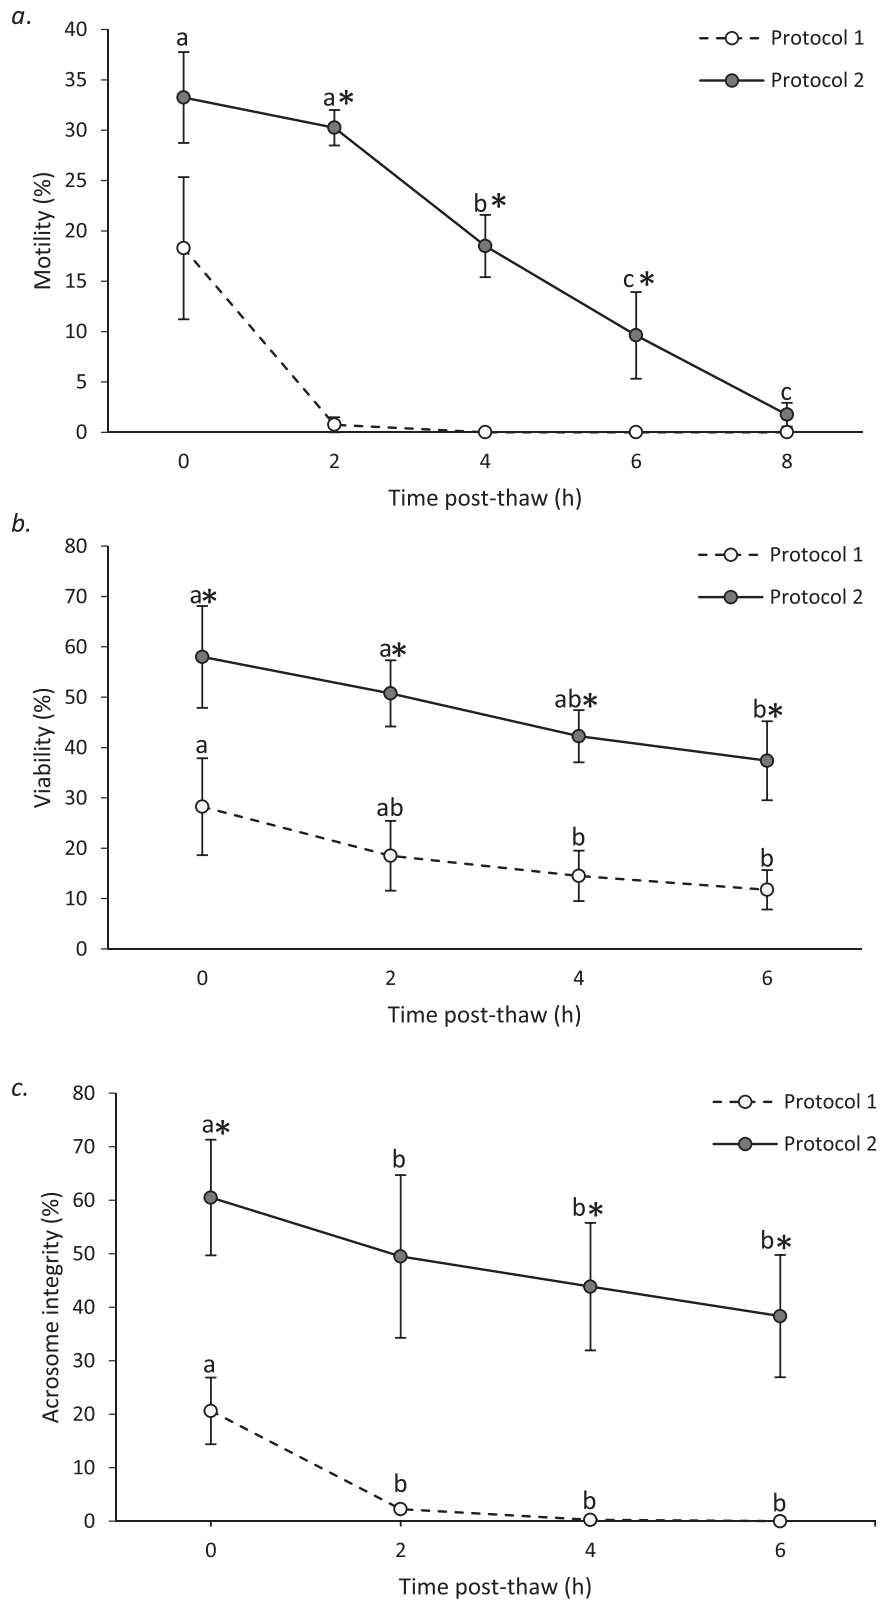 a.
40
35
30
25
20
15
10
5
0
Motility (%)
a
a*
b*
c*
c
Protocol 1
Protocol 2
0 2 4 6 8
Time post-thaw (h)
b.
80
70
60
50
40
30
20
10
0
Viability (%)
a*
a*
ab*
b*
a
ab
b
b
Protocol 1
Protocol 2
0 2 4 6
Time post-thaw (h)
c.
80
70
60
50
40
30
20
10
0
Acrosome integrity (%)
a*
b
b*
b*
a
b
b
b
Protocol 1
Protocol 2
0 2 4 6
Time post-thaw (h)